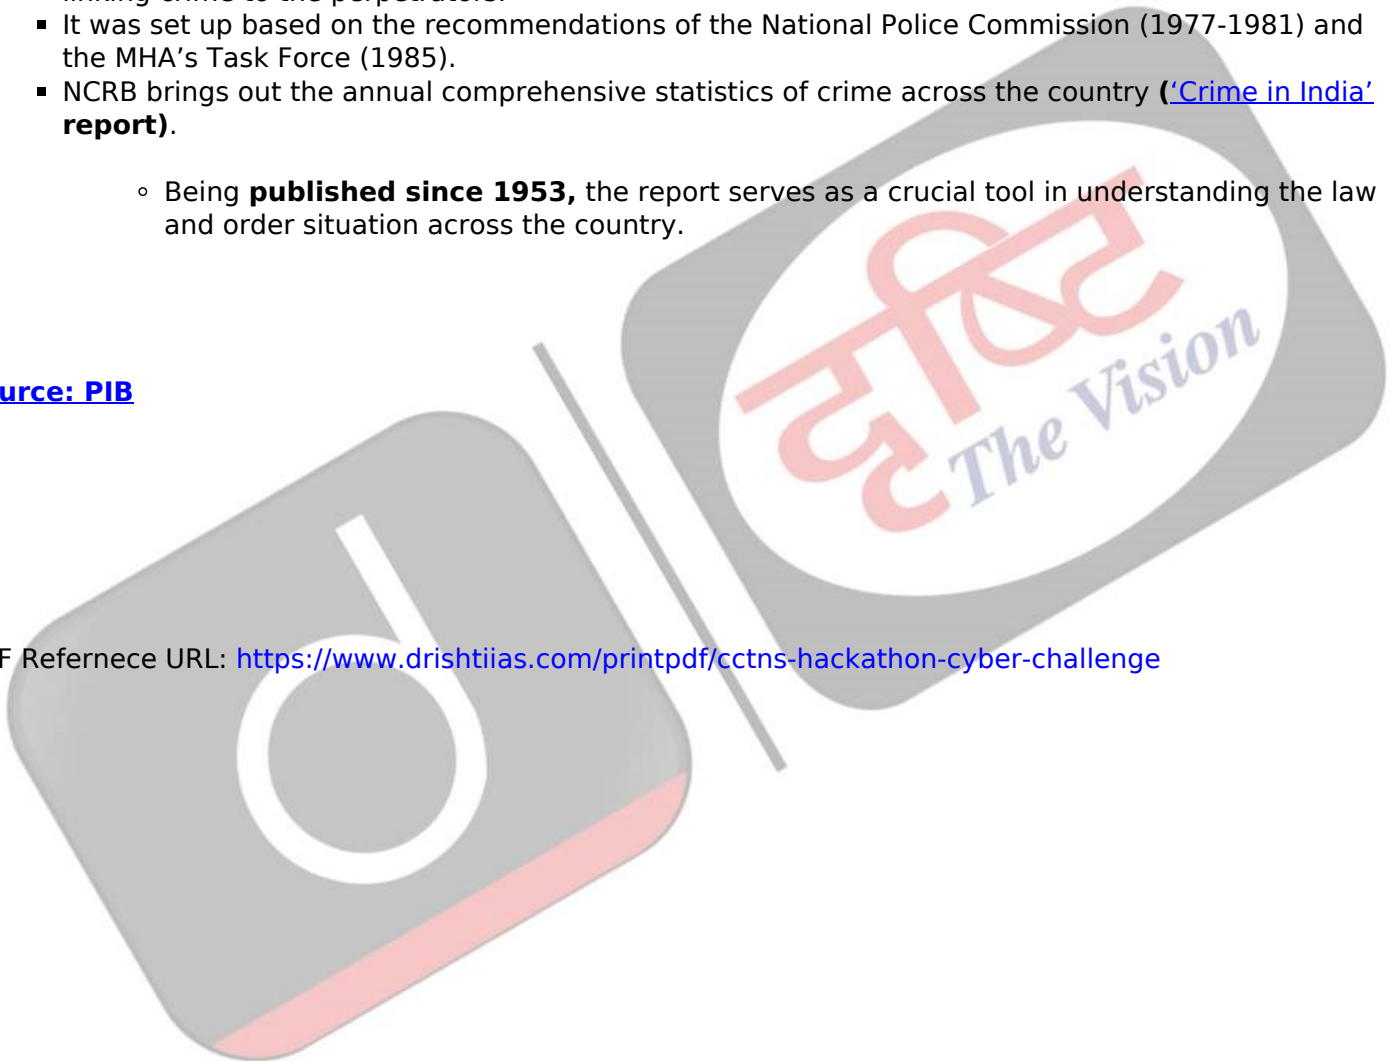 It was set up based on the recommendations of the National Police Commission (1977-1981) and
the MHA’s Task Force (1985).
NCRB brings out the annual comprehensive statistics of crime across the country (‘Crime in India’
report).
Being published since 1953, the report serves as a crucial tool in understanding the law
and order situation across the country.
urce: PIB
दृष्टि
The Vision
F Refernece URL: https://www.drishtiias.com/printpdf/cctns-hackathon-cyber-challenge